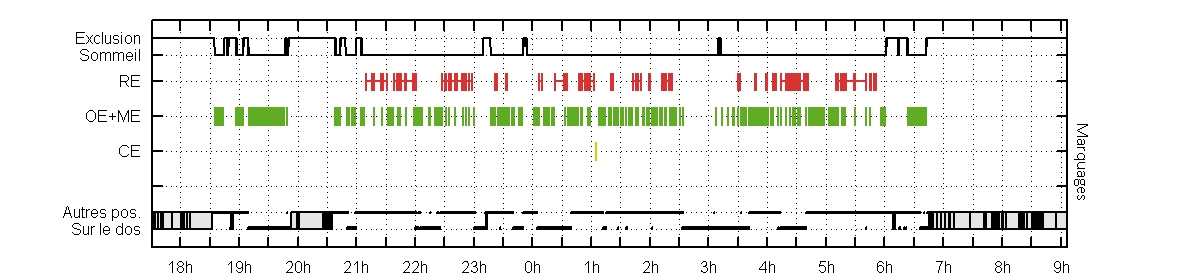 Exclusion
Sommeil
RE
OE+ME
CE
Marquages
Autres pos.
Sur le dos
18h 19h 20h 21h 22h 23h 0h 1h 2h 3h 4h 5h 6h 7h 8h 9h